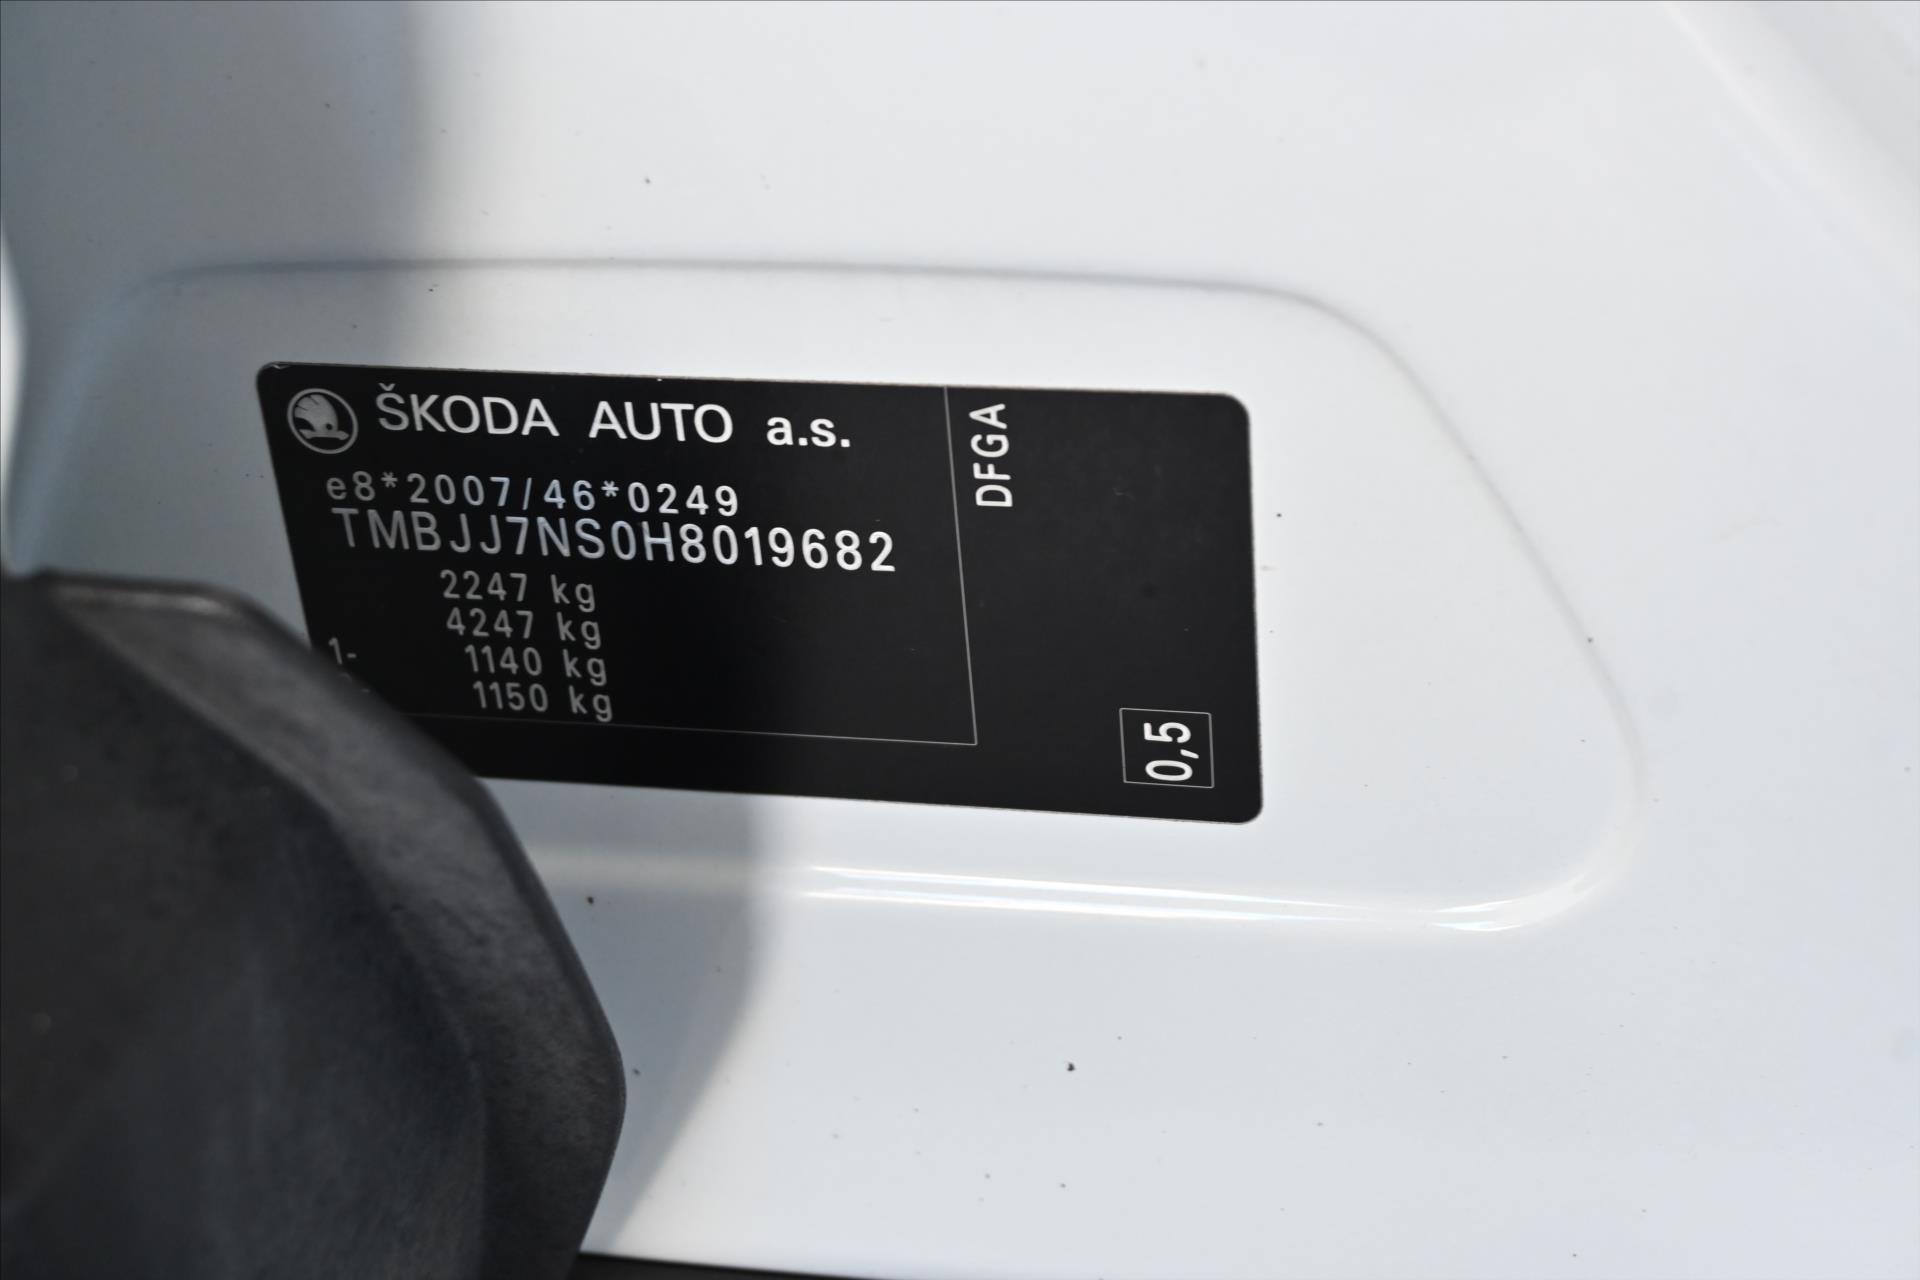 ŠKODA AUTO a.s.
e8*2007/46*0249
TMBJJ7NS0H8019682
2247 kg
4247 kg
1- 1140 kg
1150 kg
DFGA
0,5